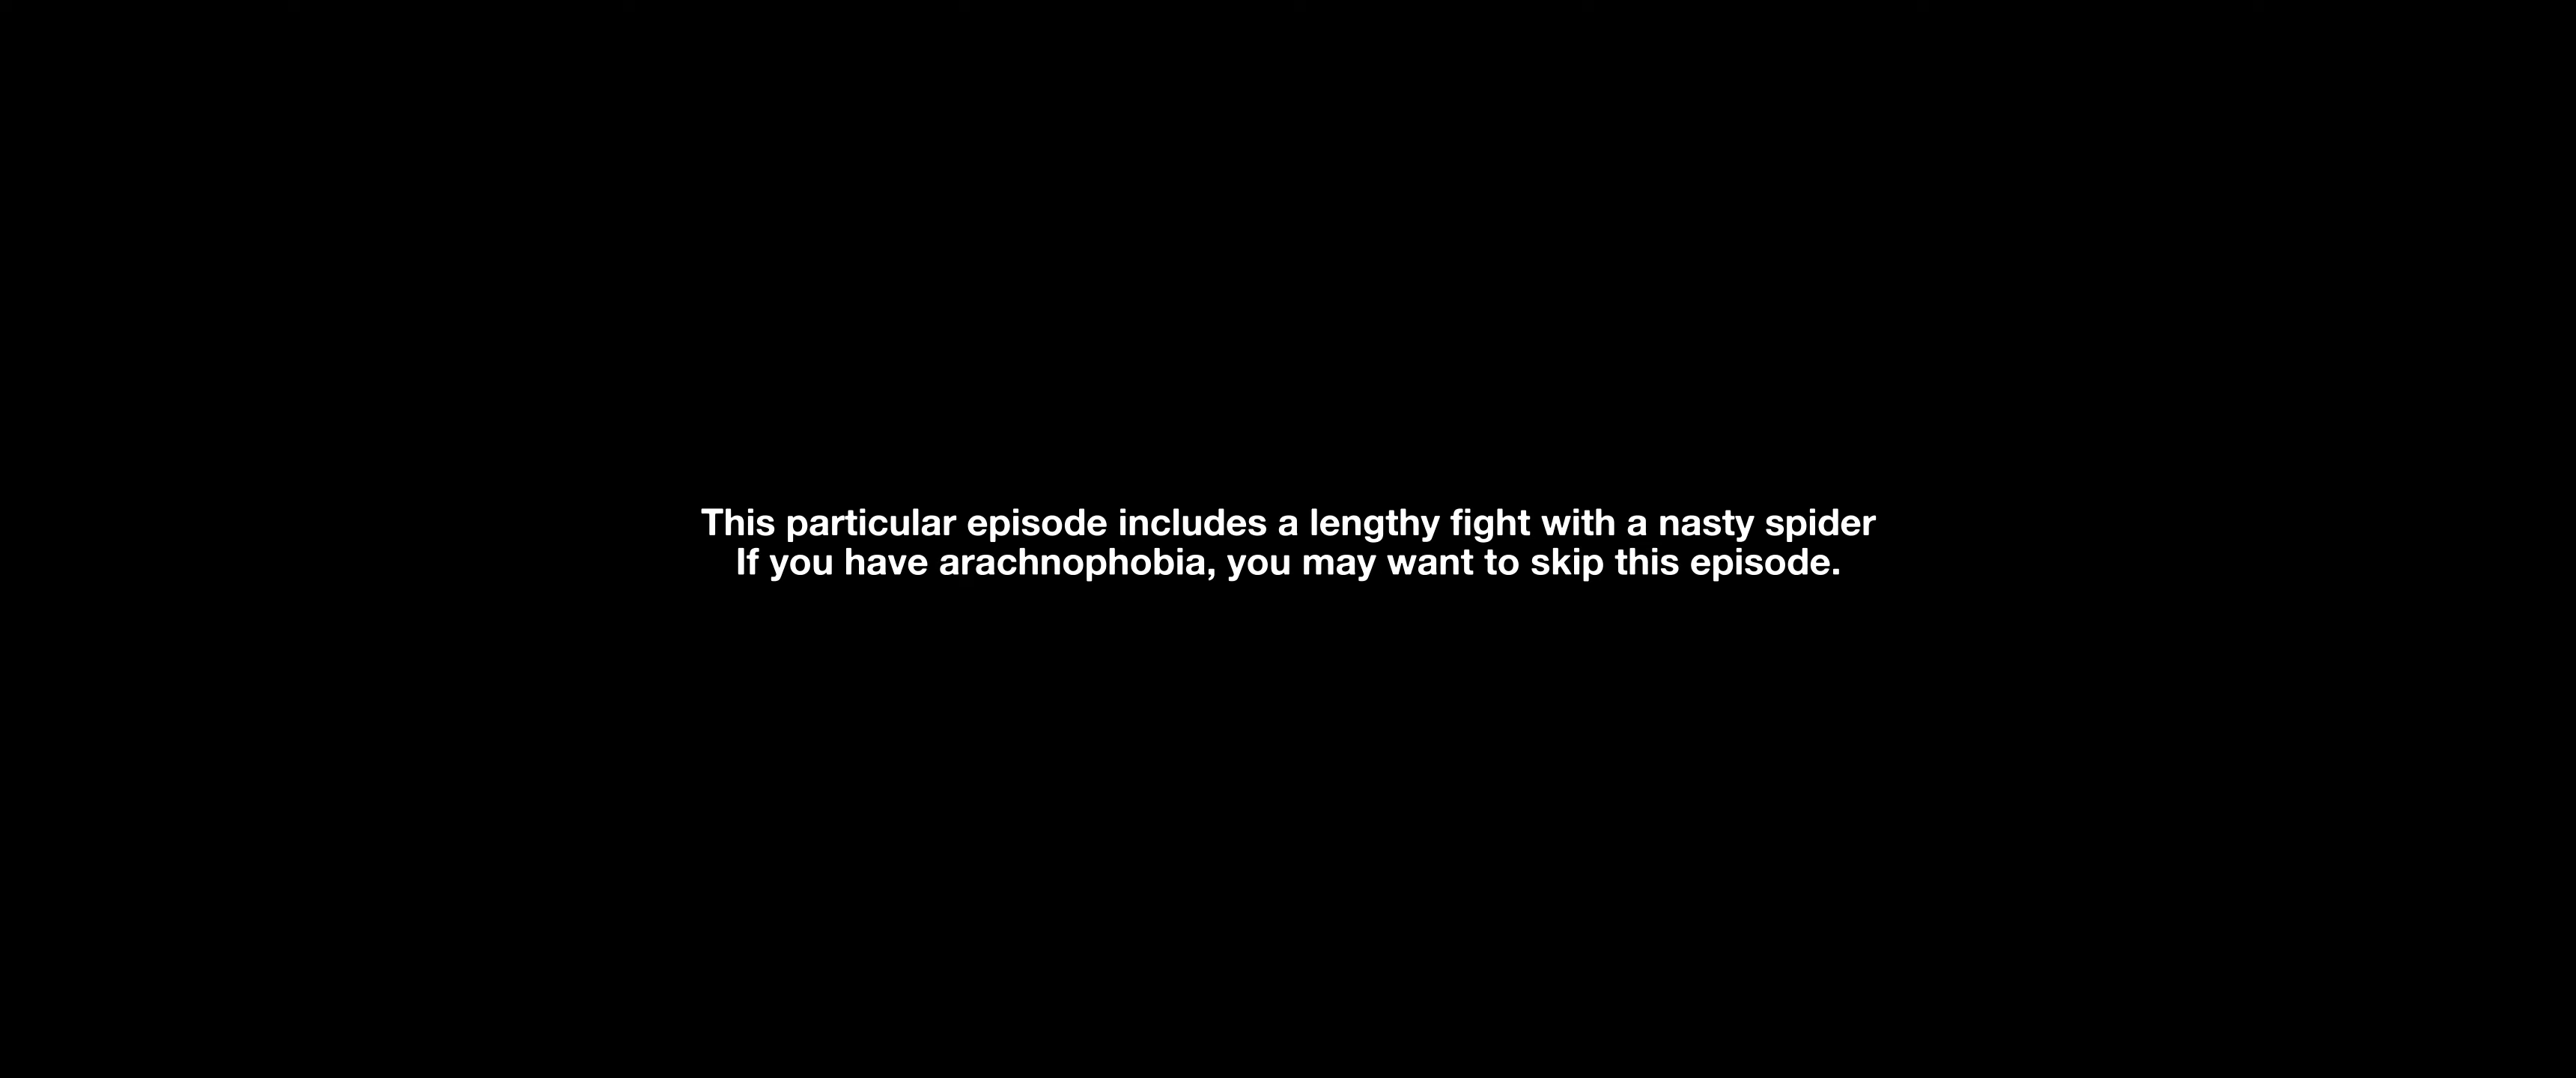 This particular episode includes a lengthy fight with a nasty spider
If you have arachnophobia, you may want to skip this episode.